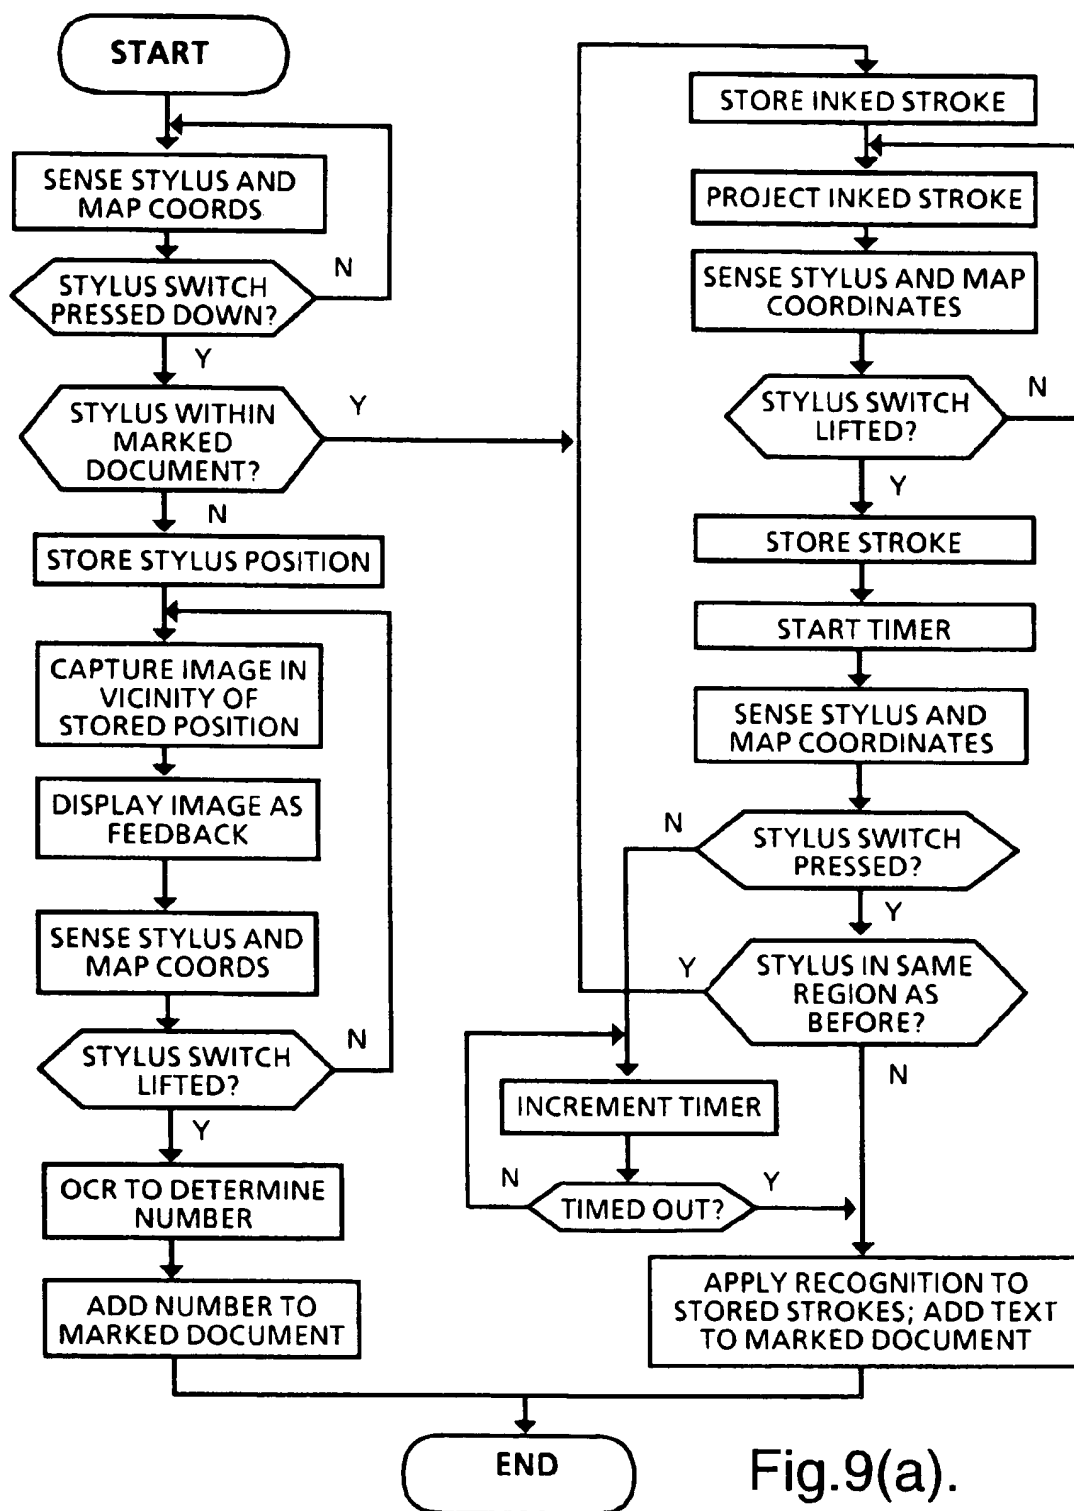 START
SENSE STYLUS AND
MAP COORDS
STYLUS SWITCH
PRESSED DOWN?
N
Y
STYLUS WITHIN
MARKED
DOCUMENT?
Y
N
STORE STYLUS POSITION
CAPTURE IMAGE IN
VICINITY OF
STORED POSITION
DISPLAY IMAGE AS
FEEDBACK
SENSE STYLUS AND
MAP COORDS
STYLUS SWITCH
LIFTED?
N
Y
OCR TO DETERMINE
NUMBER
ADD NUMBER TO
MARKED DOCUMENT
STORE INKED STROKE
PROJECT INKED STROKE
SENSE STYLUS AND MAP
COORDINATES
STYLUS SWITCH
LIFTED?
N
Y
STORE STROKE
START TIMER
SENSE STYLUS AND
MAP COORDINATES
STYLUS SWITCH
PRESSED?
N
Y
STYLUS IN SAME
REGION AS
BEFORE?
Y
N
INCREMENT TIMER
TIMED OUT?
N
Y
APPLY RECOGNITION TO
STORED STROKES; ADD TEXT
TO MARKED DOCUMENT
END
Fig.9(a).